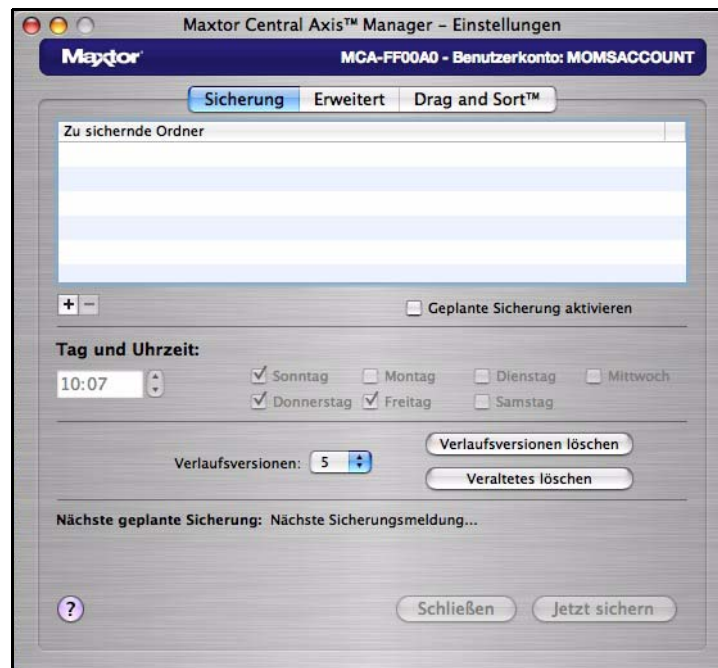 Maxtor Central Axis™ Manager – Einstellungen
Maxtor
MCA-FF00A0 - Benutzerkonto: MOMSACCOUNT
Sicherung Erweitert Drag and Sort™
Zu sichernde Ordner
+ −
Geplante Sicherung aktivieren
Tag und Uhrzeit:
10:07
Sonntag Montag Dienstag Mittwoch
Donnerstag Freitag Samstag
Verlaufsversionen: 5
Verlaufsversionen löschen
Veraltetes löschen
Nächste geplante Sicherung: Nächste Sicherungsmeldung...
?
Schließen
Jetzt sichern